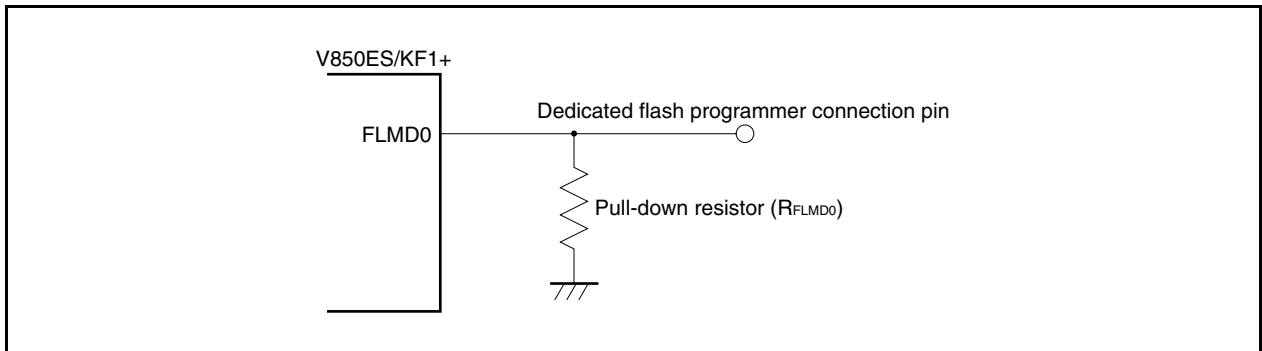 V850ES/KF1+
Dedicated flash programmer connection pin
FLMD0
Pull-down resistor (RFLMD0)